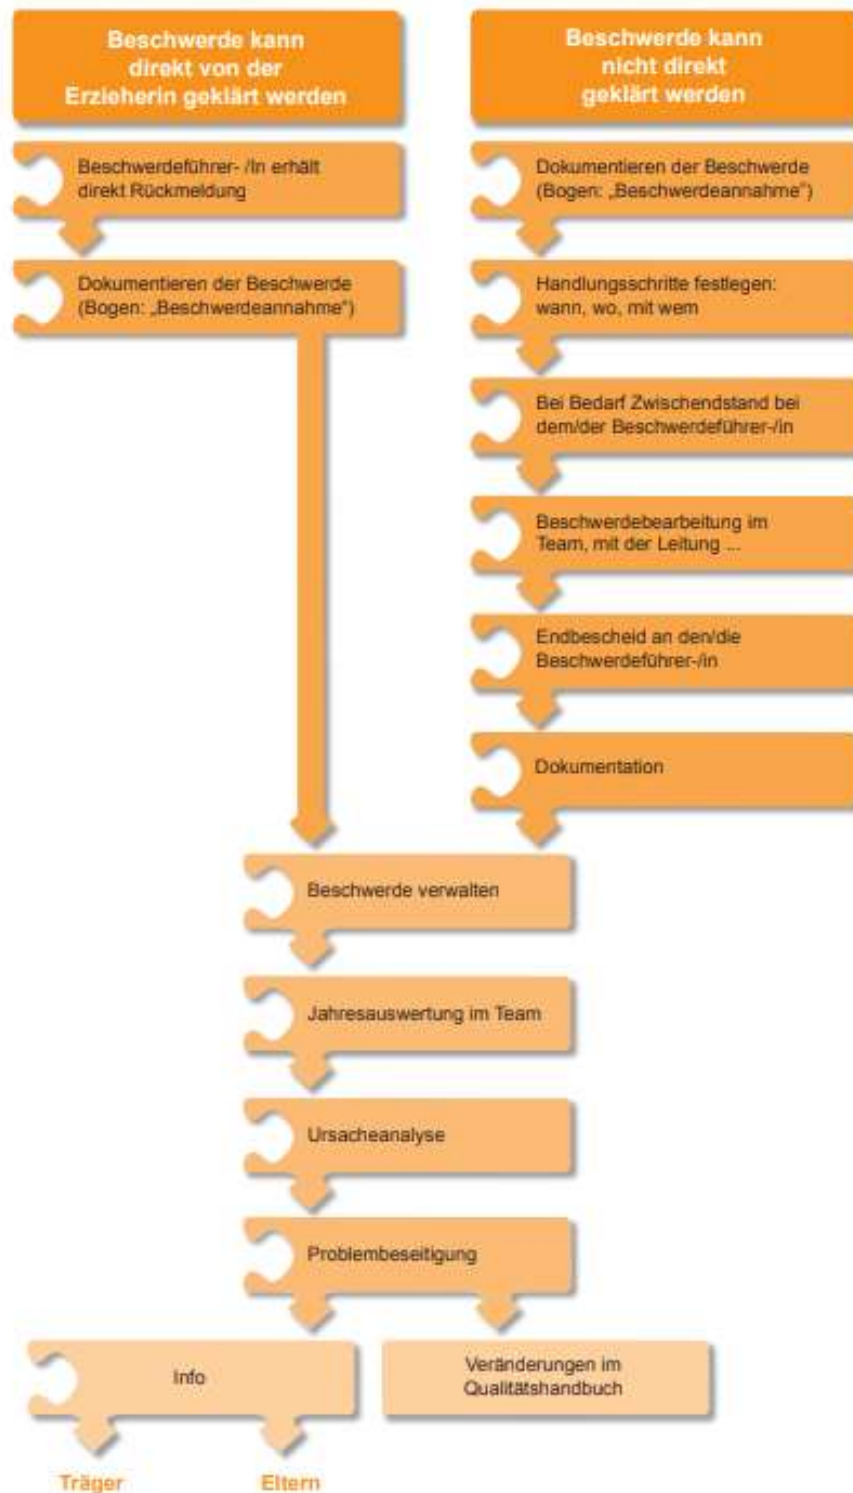 Beschwerde kann
direkt von der
Erzieherin geklärt werden
Beschwerdeführer- /In erhält
direkt Rückmeldung
Dokumentieren der Beschwerde
(Bogen: „Beschwerdeannahme“)
Beschwerde kann
nicht direkt
geklärt werden
Dokumentieren der Beschwerde
(Bogen: „Beschwerdeannahme“)
Handlungsschritte festlegen:
wann, wo, mit wem
Bei Bedarf Zwischendstand bei
dem/der Beschwerdeführer-/in
Beschwerdebearbeitung im
Team, mit der Leitung ...
Endbescheid an den/die
Beschwerdeführer-/in
Dokumentation
Beschwerde verwalten
Jahresauswertung im Team
Ursacheanalyse
Problembeseitigung
Info
Veränderungen im
Qualitätshandbuch
Träger
Eltern